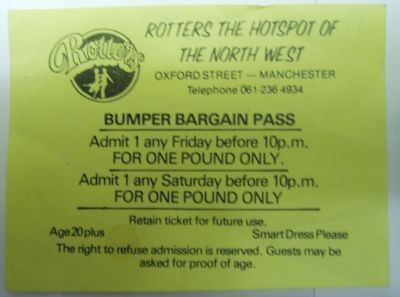 Rotters
ROTTERS THE HOTSPOT OF
THE NORTH WEST
OXFORD STREET — MANCHESTER
Telephone 061-236 4934
BUMPER BARGAIN PASS
Admit 1 any Friday before 10p.m.
FOR ONE POUND ONLY.
Admit 1 any Saturday before 10p.m.
FOR ONE POUND ONLY
Retain ticket for future use.
Age 20 plus Smart Dress Please
The right to refuse admission is reserved. Guests may be
asked for proof of age.